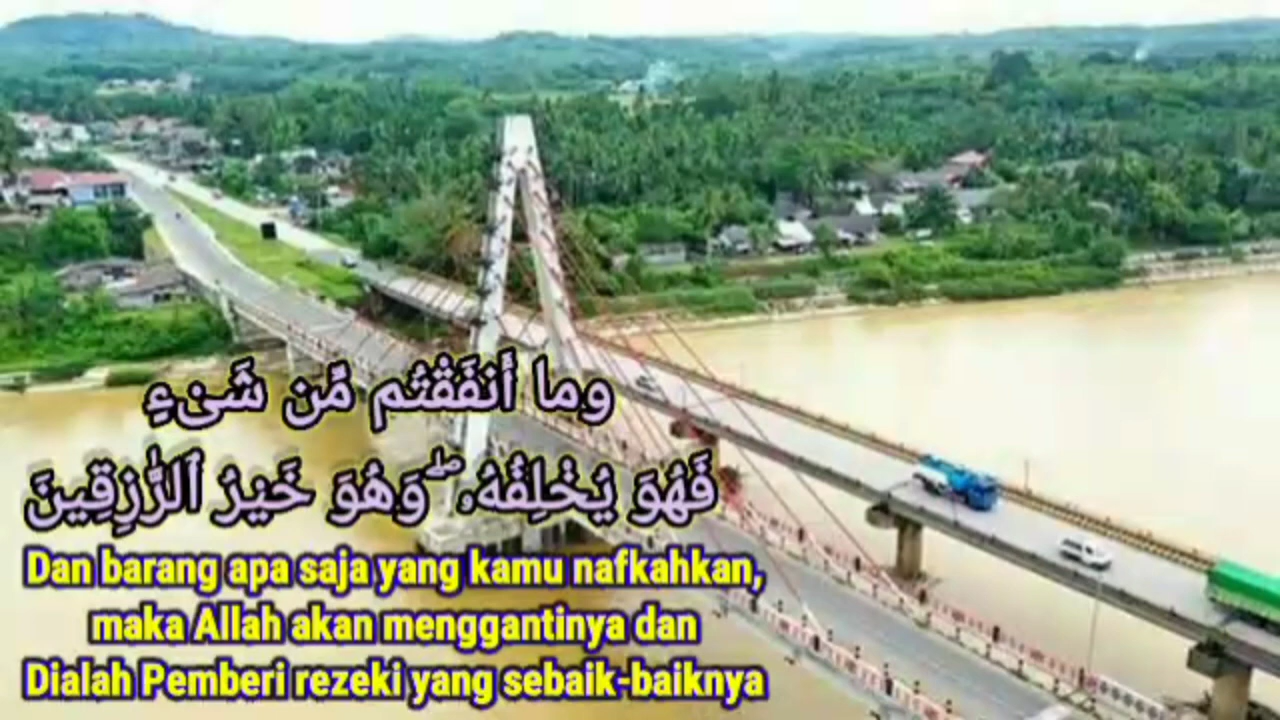 وما أَنفَقْتُم مِّن شَىْءٍ
فَهُوَ يُخْلِفُهُۥ ۖ وَهُوَ خَيْرُ ٱلرَّٰزِقِينَ
Dan barang apa saja yang kamu nafkahkan,
maka Allah akan menggantinya dan
Dialah Pemberi rezeki yang sebaik-baiknya